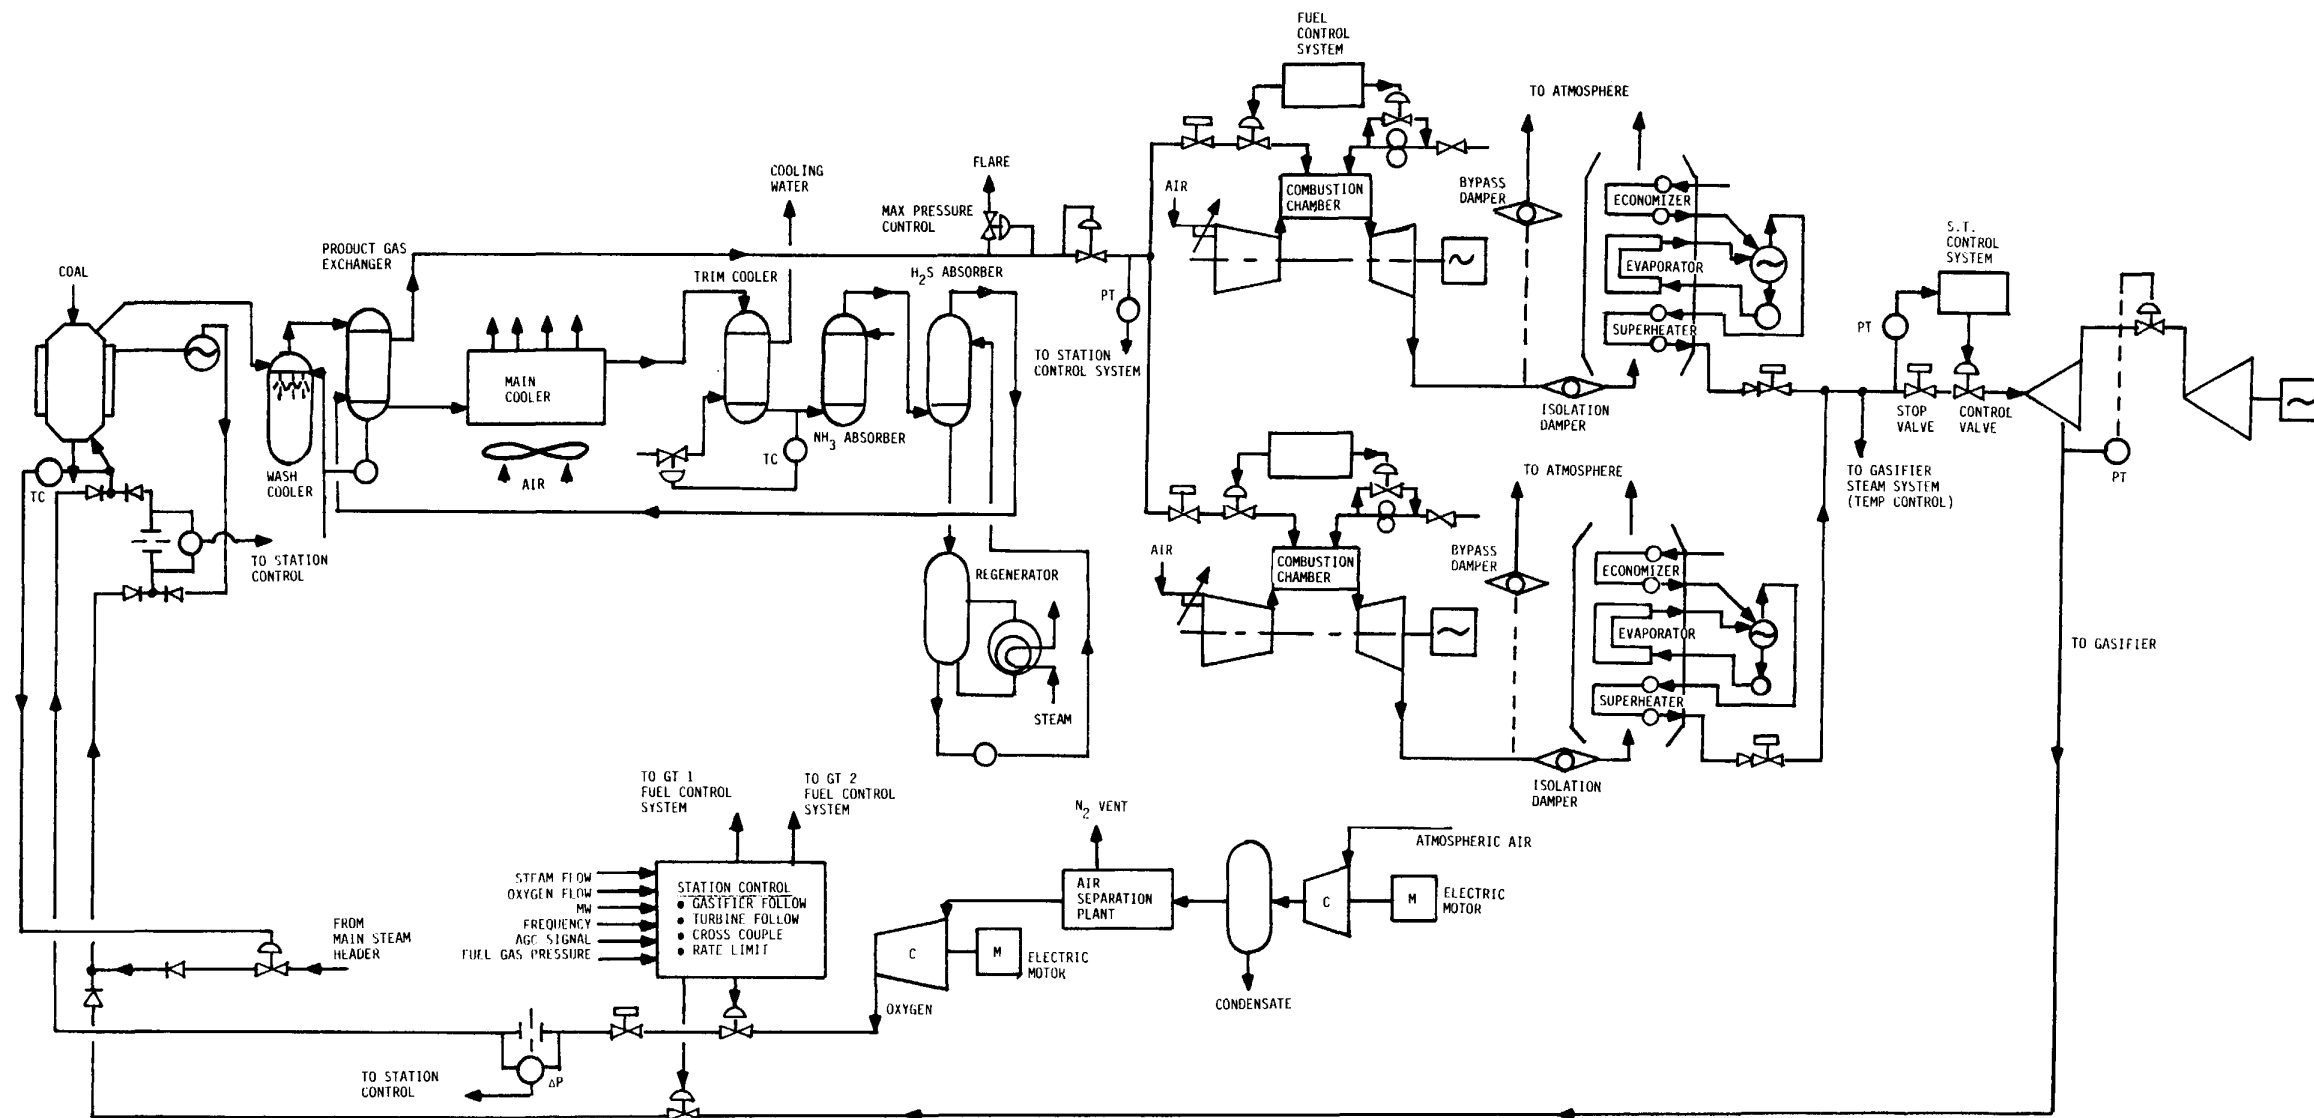 FUEL
CONTROL
SYSTEM
TO ATMOSPHERE
COOLING
WATER
FLARE
MAX PRESSURE
CONTROL
AIR
COMBUSTION
CHAMBER
BYPASS
DAMPER
ECONOMIZER
EVAPORATOR
SUPERHEATER
S.T.
CONTROL
SYSTEM
COAL
PRODUCT GAS
EXCHANGER
TRIM COOLER
H2S ABSORBER
PT
TO STATION
CONTROL SYSTEM
PT
MAIN
COOLER
ISOLATION
DAMPER
STOP
VALVE
CONTROL
VALVE
NH3 ABSORBER
TC
AIR
WASH
COOLER
TC
TO ATMOSPHERE
TO GASIFIER
STEAM SYSTEM
(TEMP CONTROL)
PT
TO STATION
CONTROL
REGENERATOR
STEAM
AIR
COMBUSTION
CHAMBER
BYPASS
DAMPER
ECONOMIZER
EVAPORATOR
SUPERHEATER
TO GASIFIER
ISOLATION
DAMPER
TO GT 1
FUEL CONTROL
SYSTEM
TO GT 2
FUEL CONTROL
SYSTEM
N2 VENT
ATMOSPHERIC AIR
STEAM FLOW
OXYGEN FLOW
MW
FREQUENCY
AGC SIGNAL
FUEL GAS PRESSURE
STATION CONTROL
• GASIFIER FOLLOW
• TURBINE FOLLOW
• CROSS COUPLE
• RATE LIMIT
AIR
SEPARATION
PLANT
C
M
ELECTRIC
MOTOR
C
M
ELECTRIC
MOTOR
FROM
MAIN STEAM
HEADER
CONDENSATE
OXYGEN
TO STATION
CONTROL
ΔP